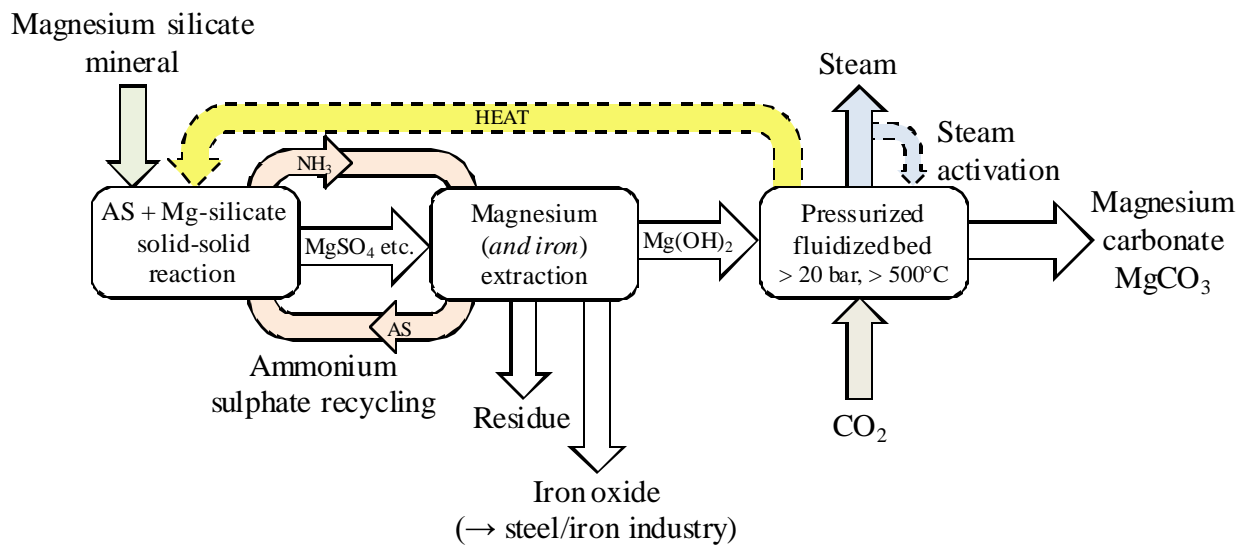 Magnesium silicate
mineral
Steam
HEAT
Steam
activation
NH₃
AS + Mg-silicate
solid-solid
reaction
MgSO₄ etc.
Magnesium
(and iron)
extraction
Mg(OH)₂
Pressurized
fluidized bed
> 20 bar, > 500°C
Magnesium
carbonate
MgCO₃
AS
Ammonium
sulphate recycling
Residue
CO₂
Iron oxide
(→ steel/iron industry)